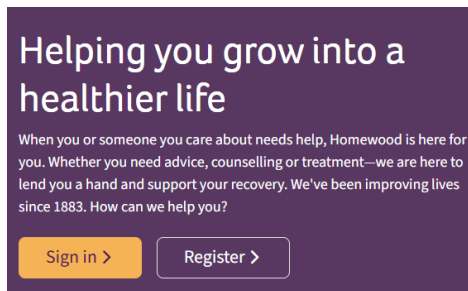 Helping you grow into a
healthier life
When you or someone you care about needs help, Homewood is here for
you. Whether you need advice, counselling or treatment—we are here to
lend you a hand and support your recovery. We've been improving lives
since 1883. How can we help you?
Sign in
Register